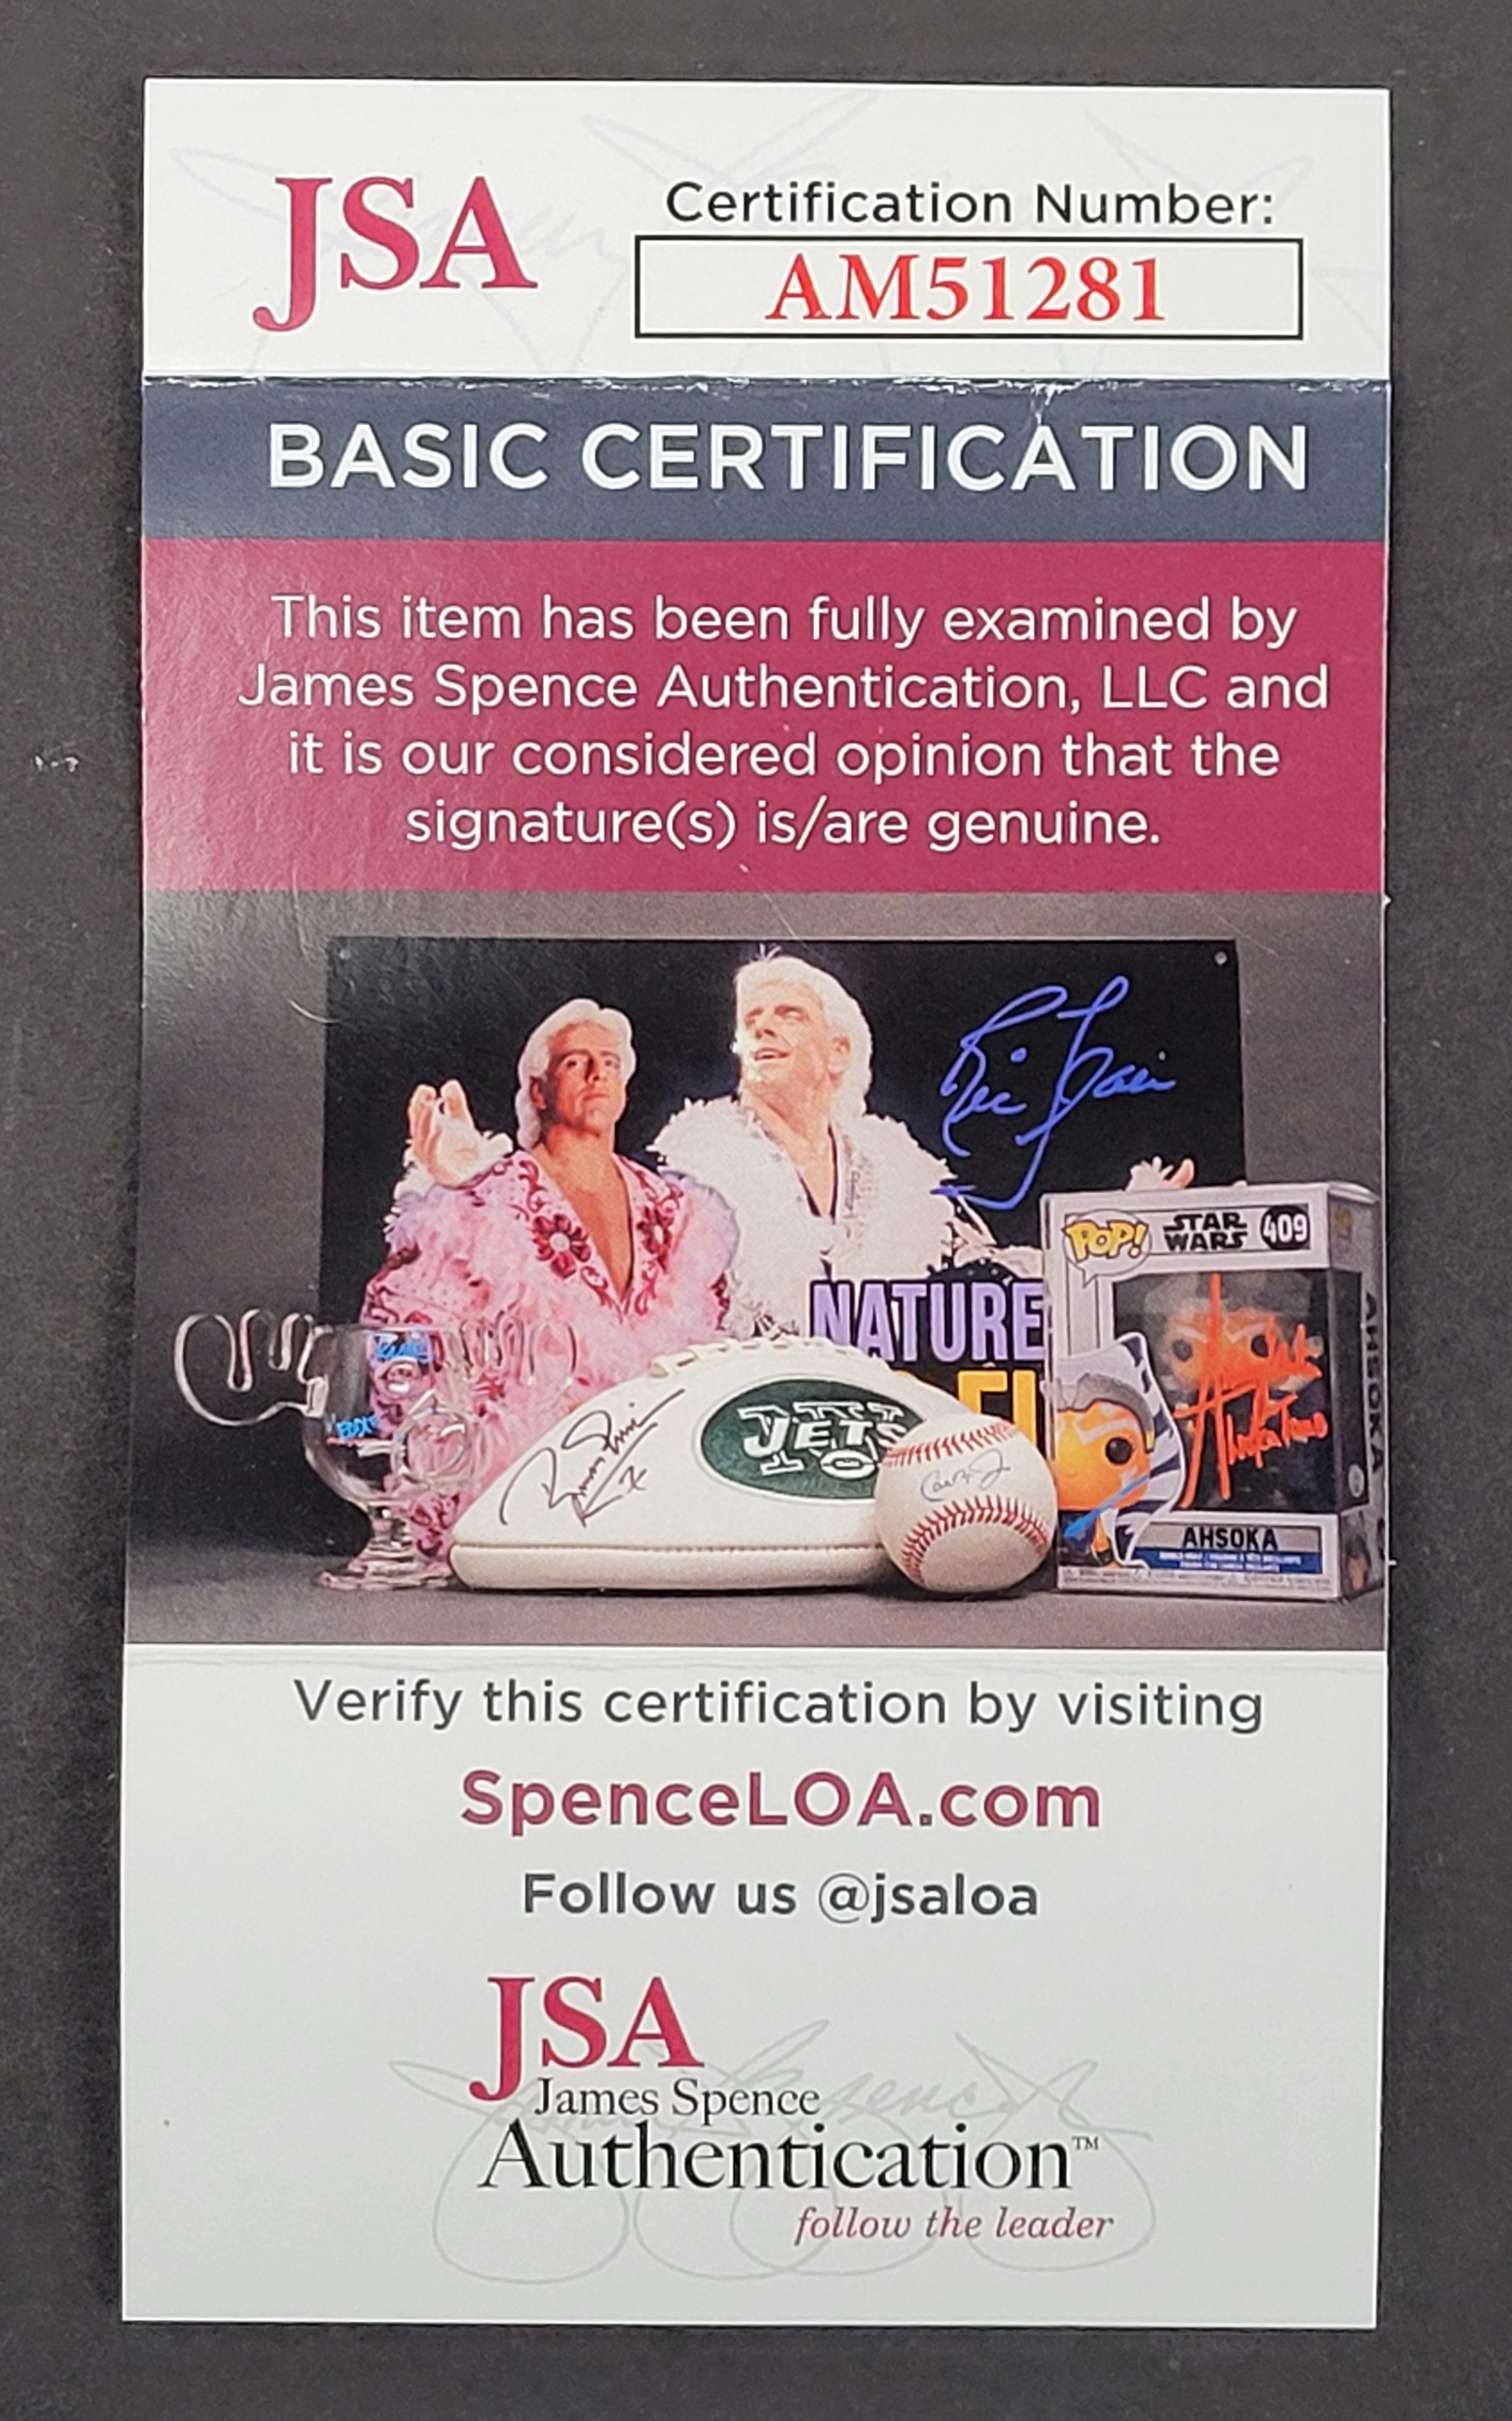 JSA
Certification Number:
AM51281
BASIC CERTIFICATION
This item has been fully examined by
James Spence Authentication, LLC and
it is our considered opinion that the
signature(s) is/are genuine.
Ric Flair
POP!
STAR
WARS
409
NATURE
JETS
AHSOKA
AHSOKA
Verify this certification by visiting
SpenceLOA.com
Follow us @jsaloa
JSA
James Spence
Authentication™
follow the leader